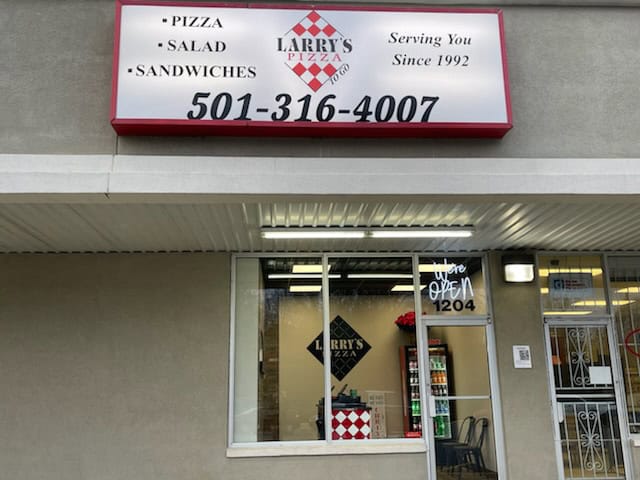 ▪ PIZZA
▪ SALAD
▪ SANDWICHES
LARRY'S
PIZZA
TO GO
Serving You
Since 1992
501-316-4007
We're
OPEN
1204
LARRY'S
PIZZA